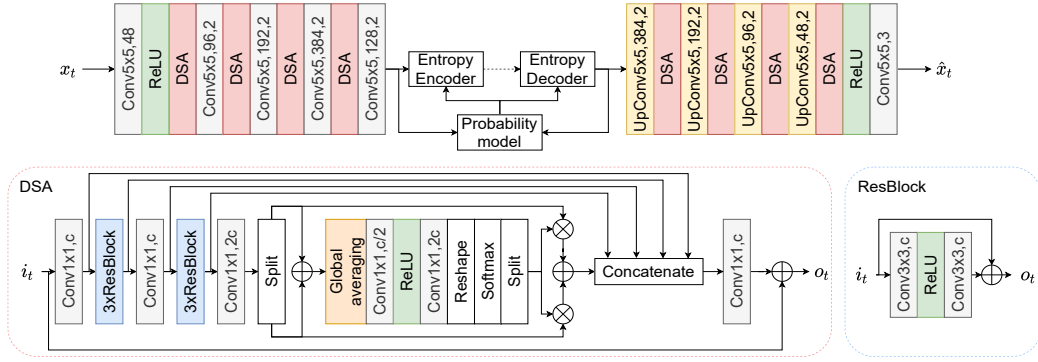 x_t
Conv5x5,48
ReLU
DSA
Conv5x5,96,2
DSA
Conv5x5,192,2
DSA
Conv5x5,384,2
DSA
Conv5x5,128,2
Entropy
Encoder
Entropy
Decoder
Probability
model
UpConv5x5,384,2
DSA
UpConv5x5,192,2
DSA
UpConv5x5,96,2
DSA
UpConv5x5,48,2
DSA
ReLU
Conv5x5,3
x̂_t
DSA
i_t
Conv1x1,c
3xResBlock
Conv1x1,c
3xResBlock
Conv1x1,2c
Split
Global
averaging
Conv1x1,c/2
ReLU
Conv1x1,2c
Reshape
Softmax
Split
Concatenate
Conv1x1,c
o_t
ResBlock
i_t
Conv3x3,c
ReLU
Conv3x3,c
o_t